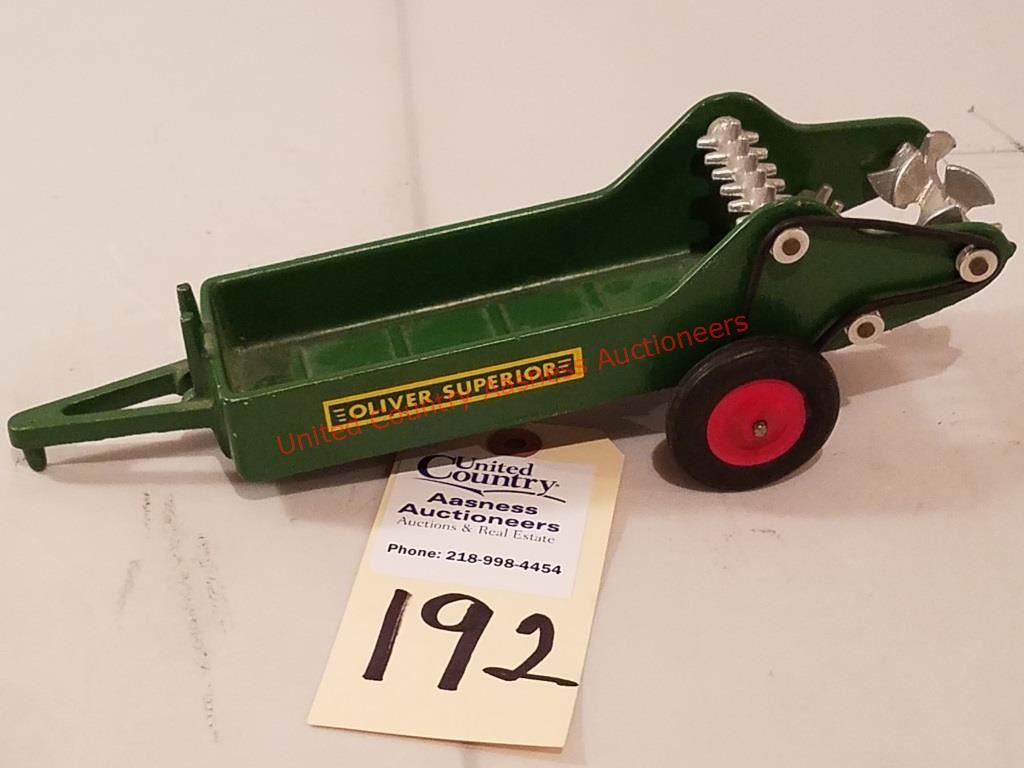 OLIVER SUPERIOR
United Country Aasness Auctioneers
United
Country
Aasness
Auctioneers
Auctions & Real Estate
Phone: 218-998-4454
192